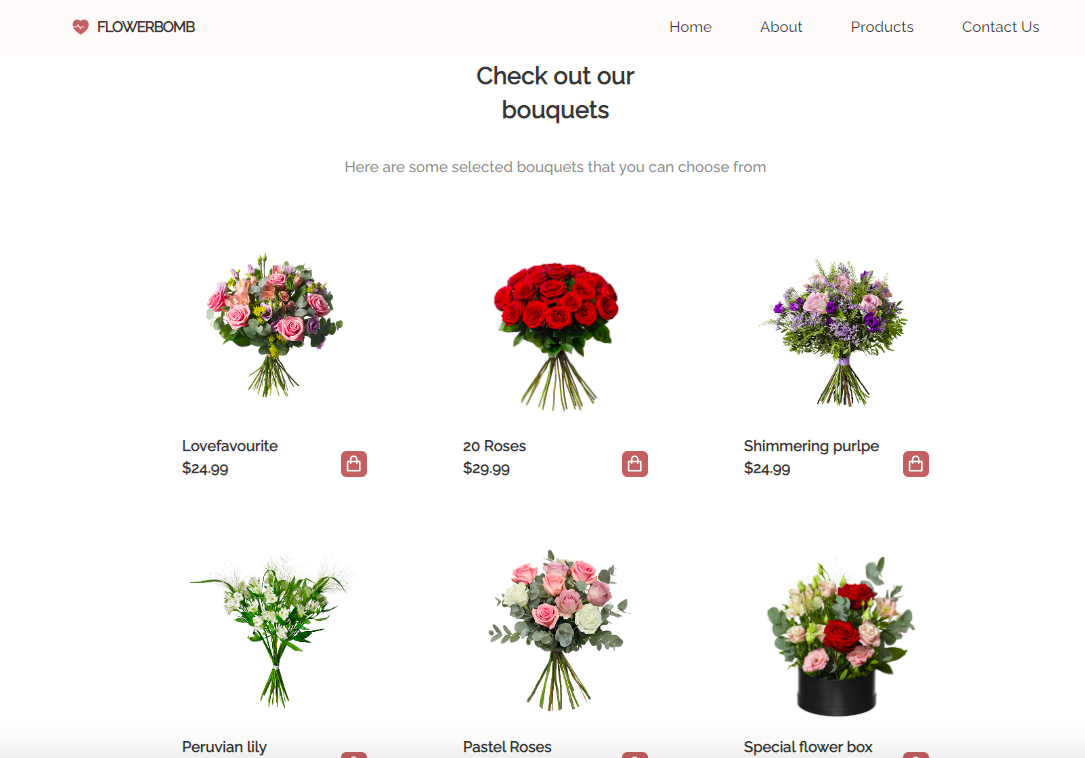 FLOWERBOMB
Home
About
Products
Contact Us
Check out our
bouquets
Here are some selected bouquets that you can choose from
Lovefavourite
$24.99
20 Roses
$29.99
Shimmering purlpe
$24.99
Peruvian lily
Pastel Roses
Special flower box